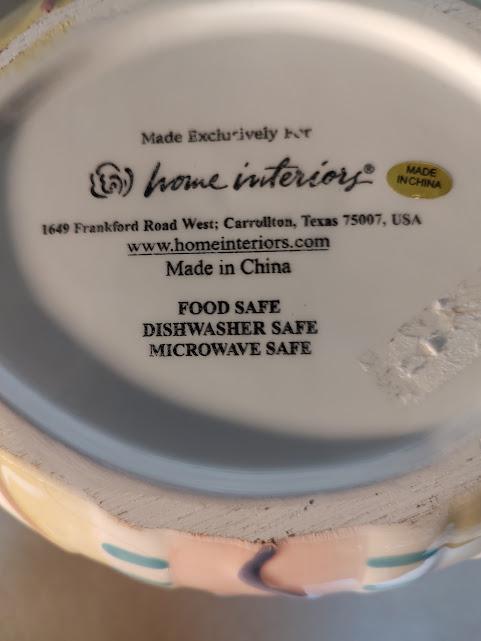 Made Exclusively For
home interiors®
MADE
IN CHINA
1649 Frankford Road West; Carrollton, Texas 75007, USA
www.homeinteriors.com
Made in China
FOOD SAFE
DISHWASHER SAFE
MICROWAVE SAFE